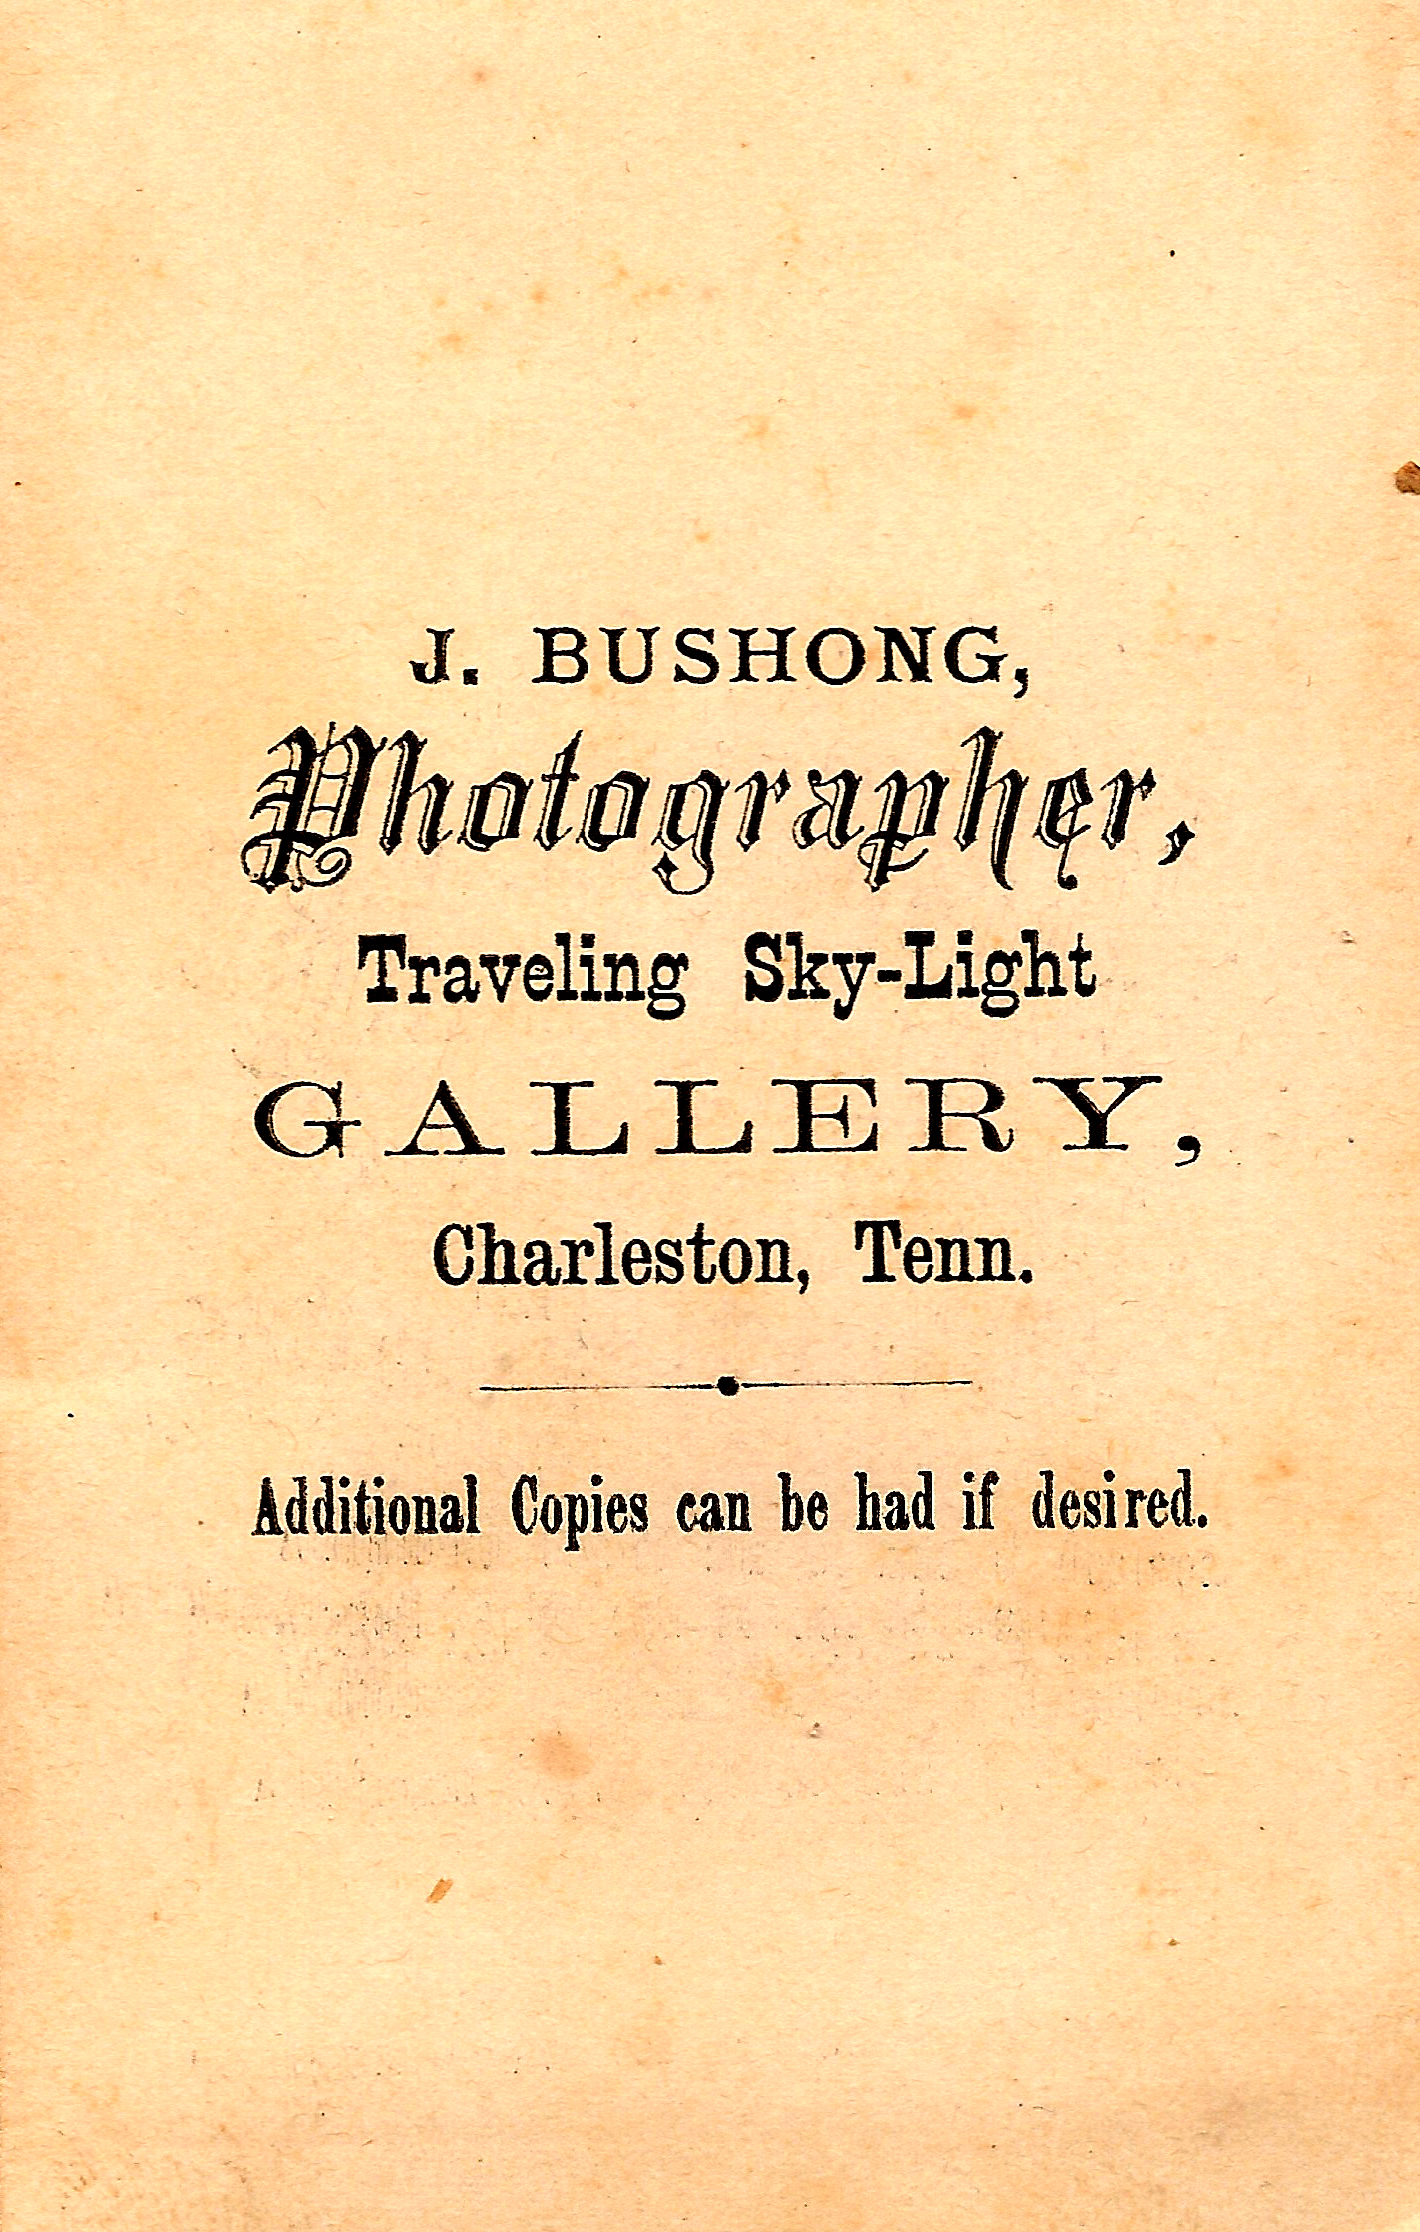 J. BUSHONG,
Photographer,
Traveling Sky-Light
GALLERY,
Charleston, Tenn.
Additional Copies can be had if desired.